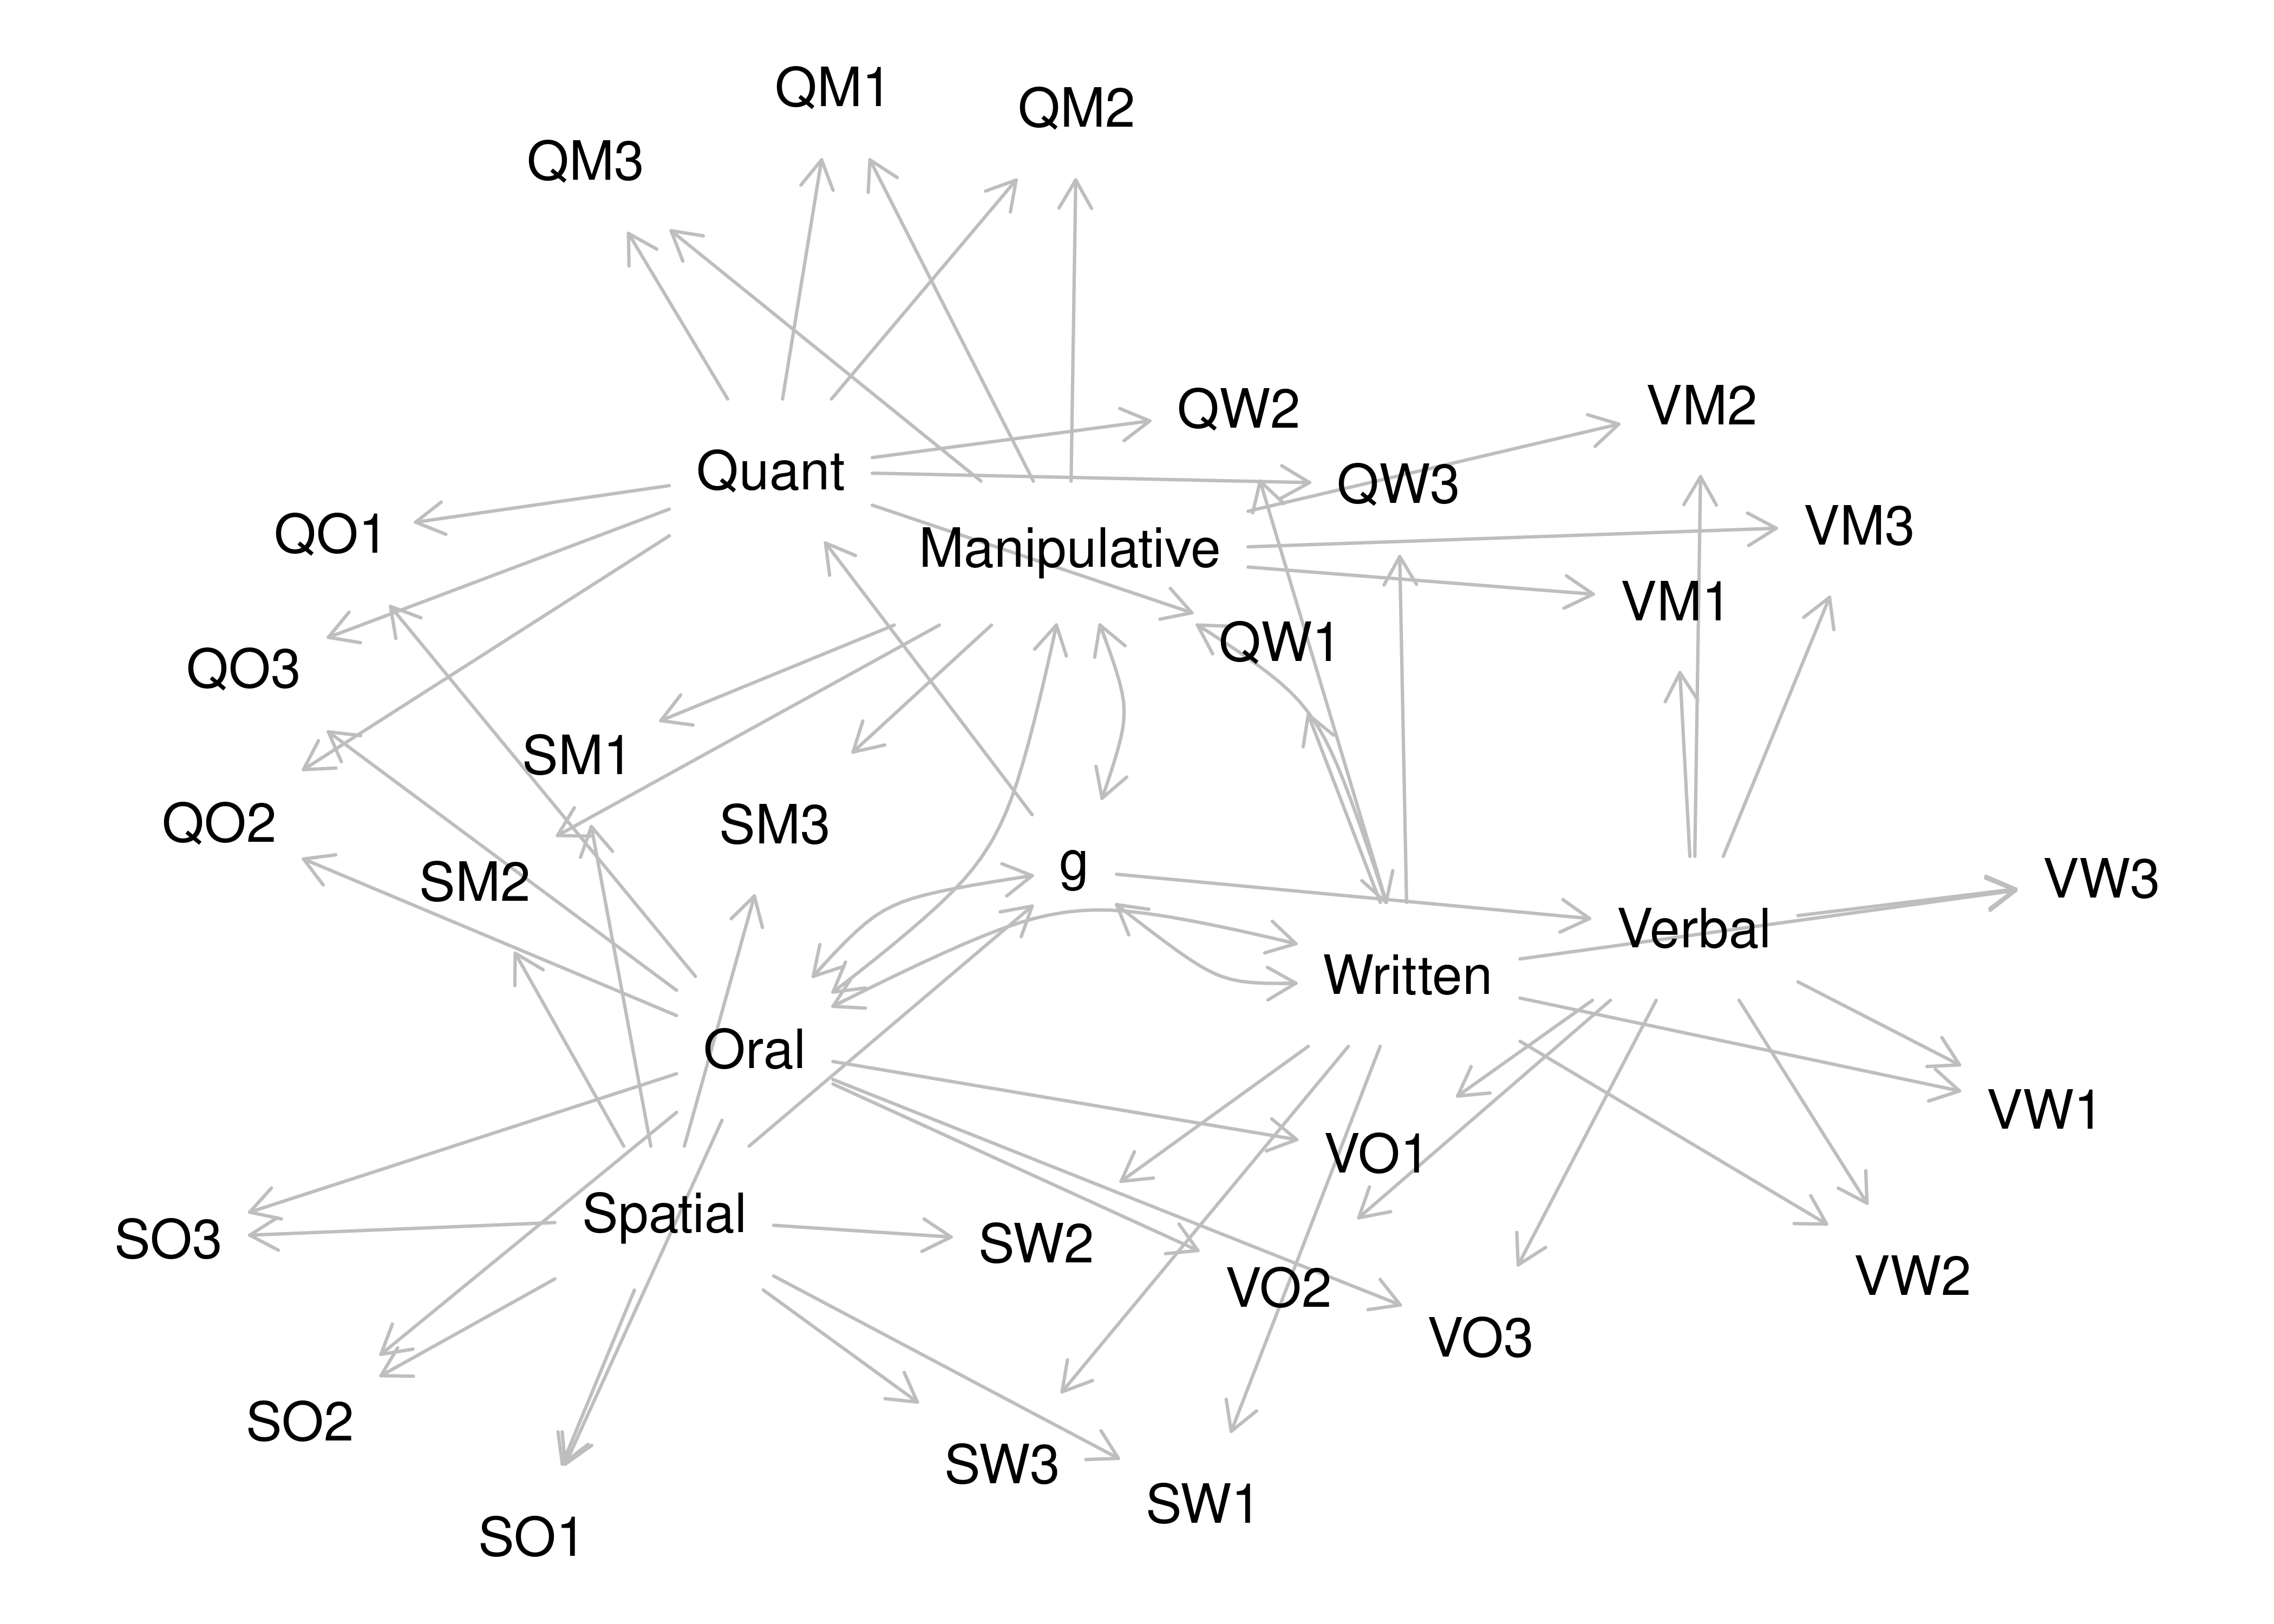 QM1
QM2
QM3
QW2
VM2
Quant
QW3
VM3
QO1
Manipulative
VM1
QW1
QO3
SM1
QO2
SM3
g
SM2
VW3
Verbal
Written
Oral
VW1
VO1
Spatial
SO3
SW2
VO2
VW2
VO3
SO2
SW3
SW1
SO1